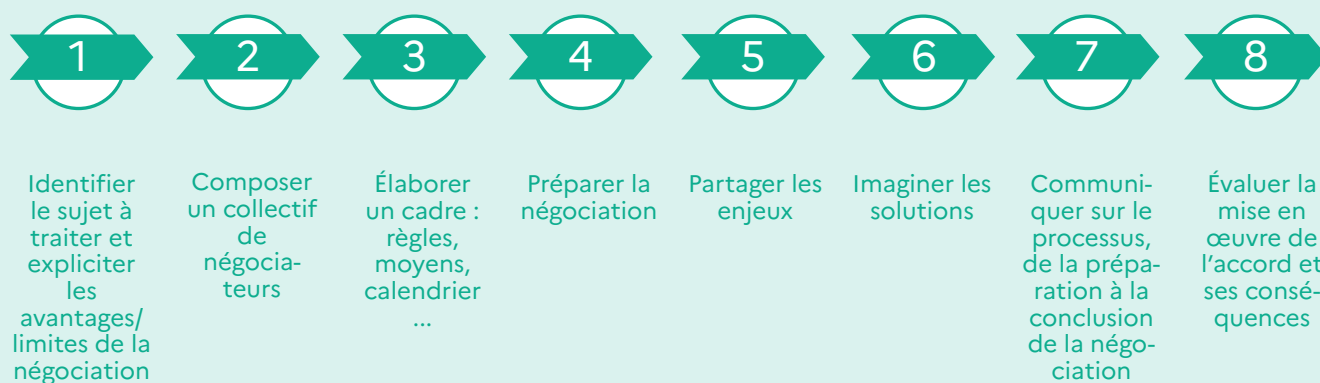 1
Identifier
le sujet à
traiter et
expliciter
les
avantages/
limites de la
négociation
2
Composer
un collectif
de
négocia-
teurs
3
Élaborer
un cadre :
règles,
moyens,
calendrier
...
4
Préparer la
négociation
5
Partager les
enjeux
6
Imaginer les
solutions
7
Communi-
quer sur le
processus,
de la prépa-
ration à la
conclusion
de la négo-
ciation
8
Évaluer la
mise en
œuvre de
l’accord et
ses consé-
quences